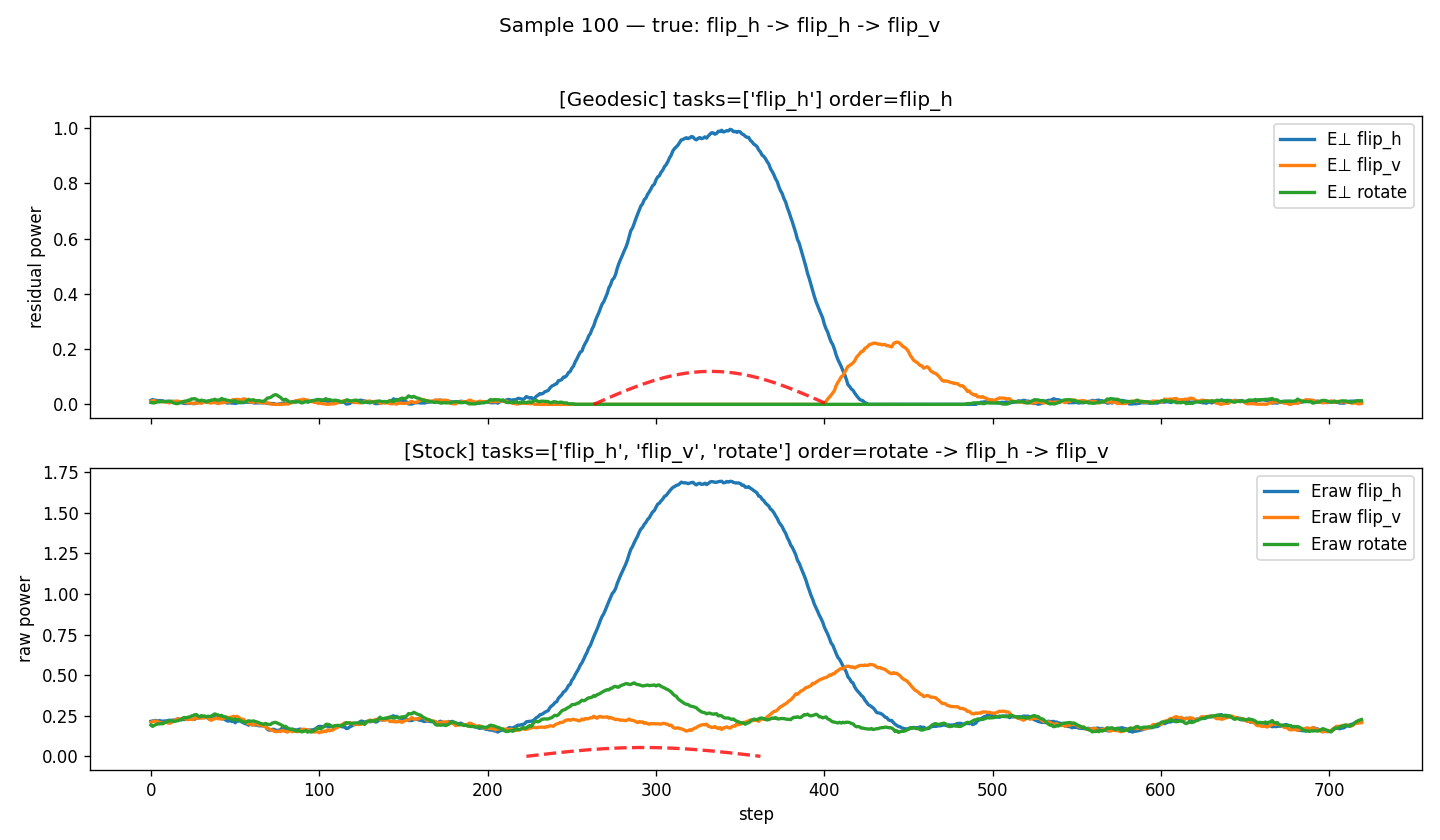 Sample 100 — true: flip_h -> flip_h -> flip_v
[Geodesic] tasks=['flip_h'] order=flip_h
residual power
1.0
0.8
0.6
0.4
0.2
0.0
E⊥ flip_h
E⊥ flip_v
E⊥ rotate
[Stock] tasks=['flip_h', 'flip_v', 'rotate'] order=rotate -> flip_h -> flip_v
raw power
1.75
1.50
1.25
1.00
0.75
0.50
0.25
0.00
Eraw flip_h
Eraw flip_v
Eraw rotate
0 100 200 300 400 500 600 700
step